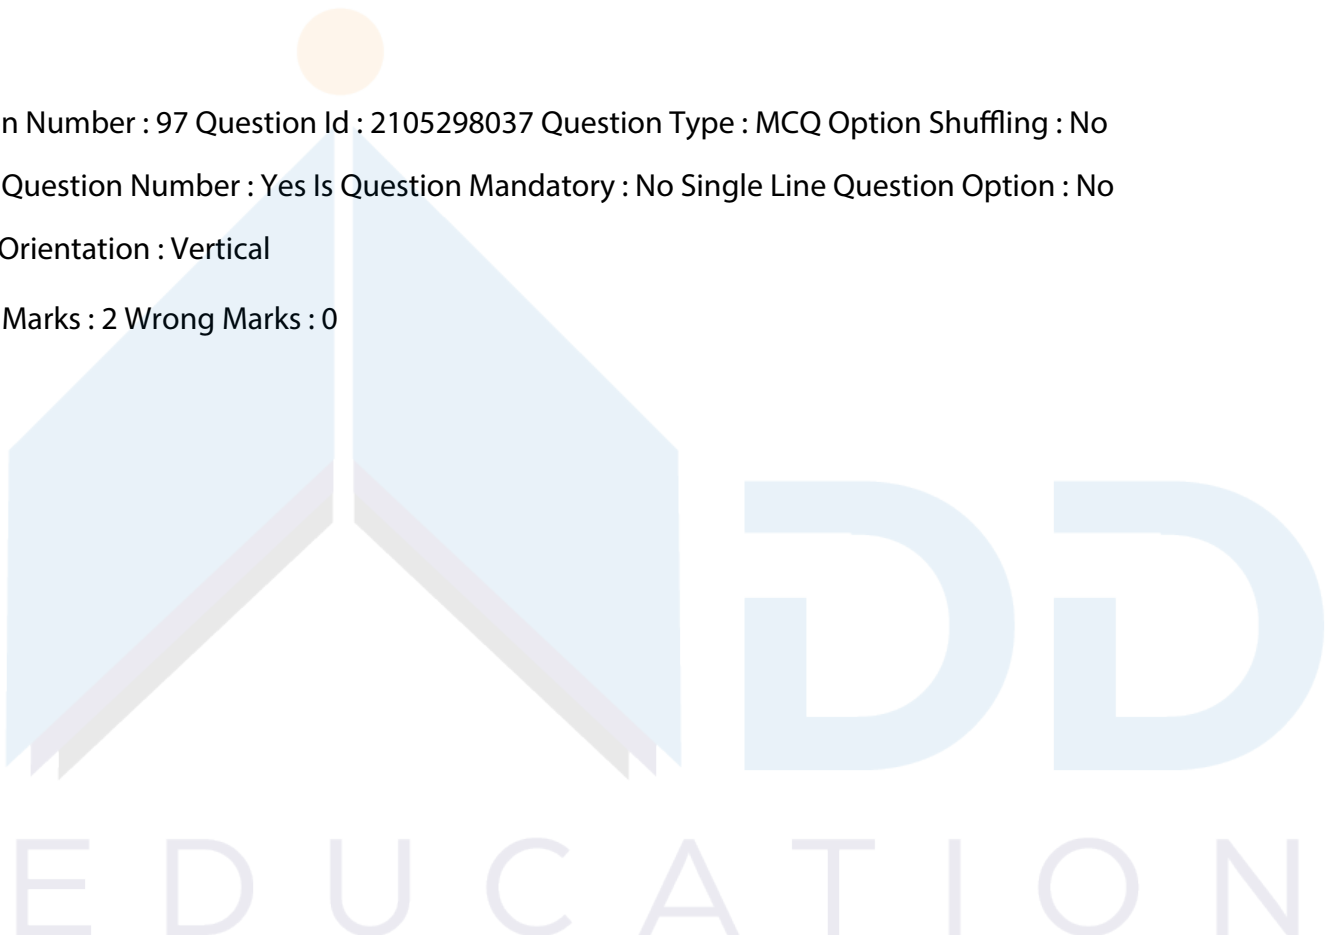 n Number : 97 Question Id : 2105298037 Question Type : MCQ Option Shuffling : No
Question Number : Yes Is Question Mandatory : No Single Line Question Option : No
Orientation : Vertical
Marks : 2 Wrong Marks : 0
DD
EDUCATION